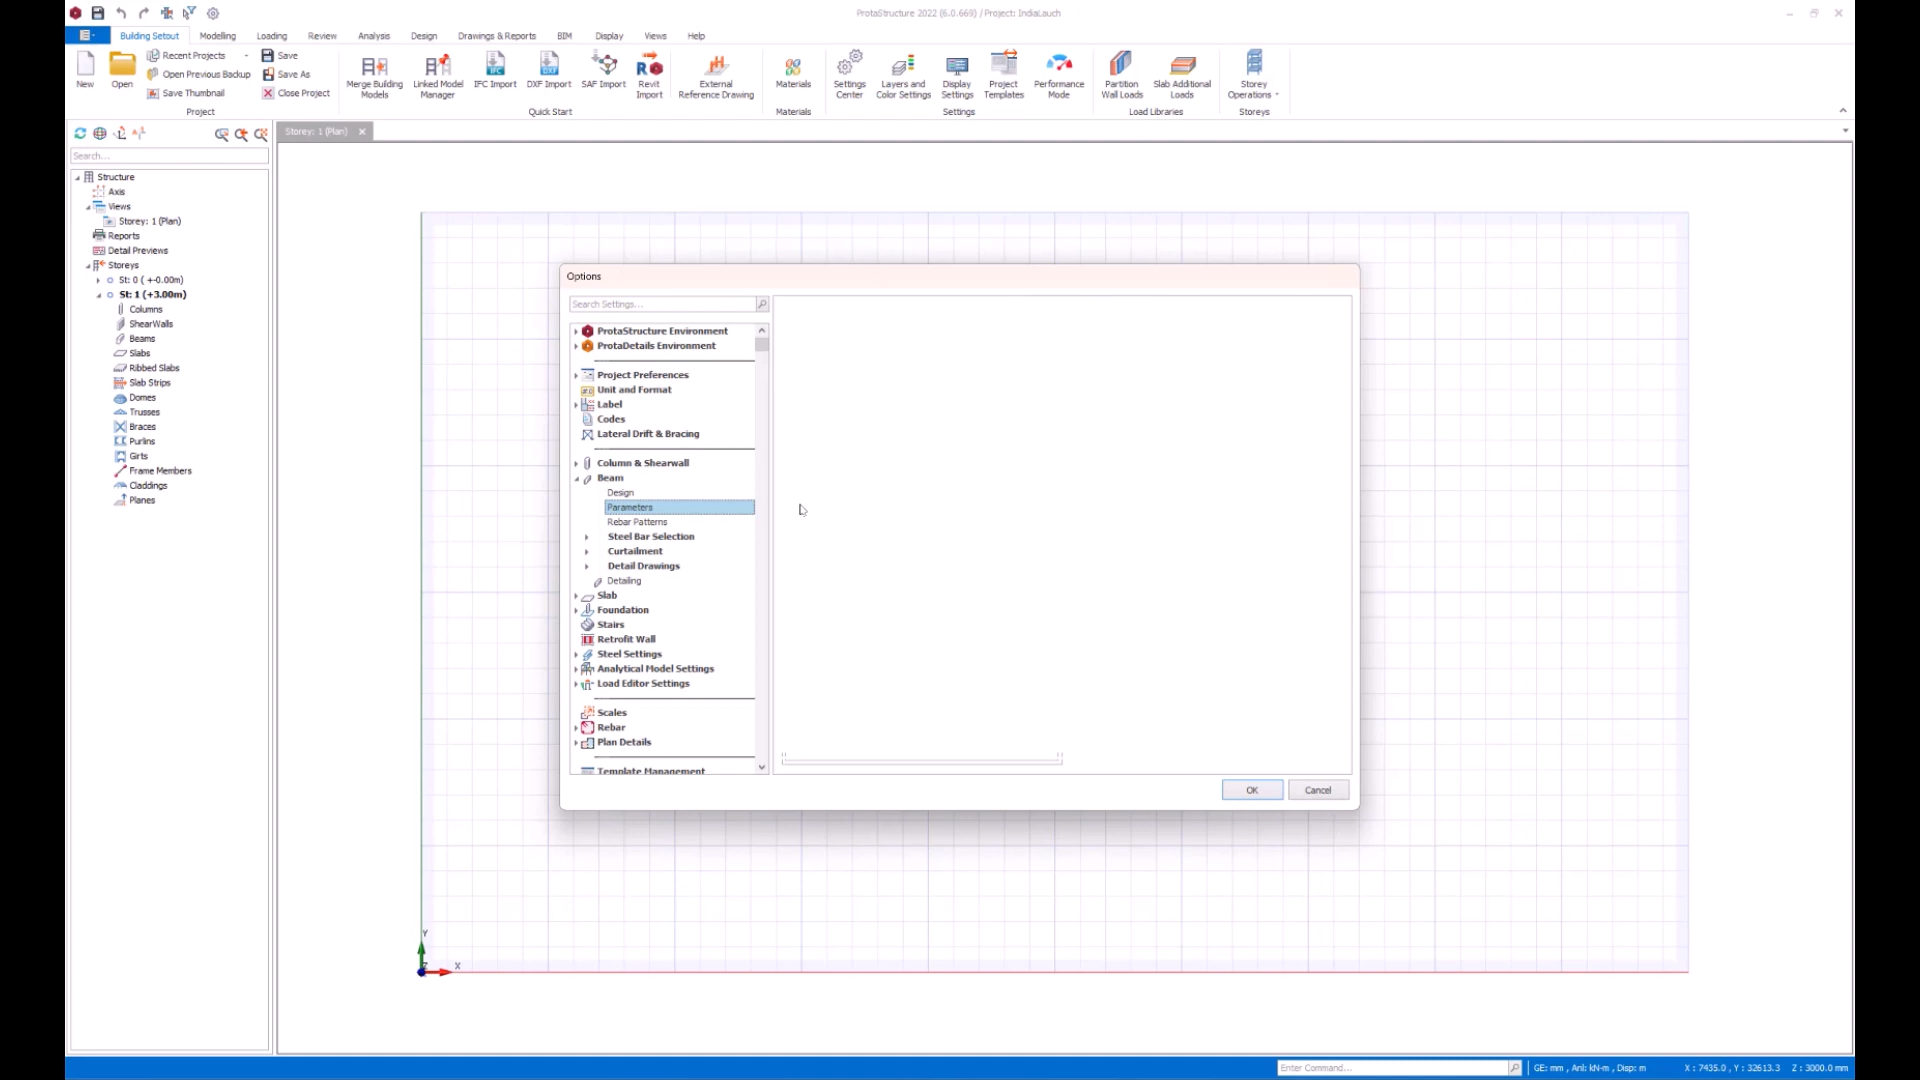 ProtaStructure 2022 (6.0.669) / Project: IndiaLauch
Building Setout Modelling Loading Review Analysis Design Drawings & Reports BIM Display Views Help
New
Open
Recent Projects
Open Previous Backup
Save Thumbnail
Save
Save As
Close Project
Project
Merge Building Models
Linked Model Manager
IFC Import
DXF Import
SAF Import
Revit Import
External Reference Drawing
Quick Start
Materials
Materials
Settings Center
Layers and Color Settings
Display Settings
Project Templates
Performance Mode
Settings
Partition Wall Loads
Slab Additional Loads
Load Libraries
Storey Operations
Storeys
Storey: 1 (Plan)
Search...
Structure
Axis
Views
Storey: 1 (Plan)
Reports
Detail Previews
Storeys
St: 0 ( +-0.00m)
St: 1 (+3.00m)
Columns
ShearWalls
Beams
Slabs
Ribbed Slabs
Slab Strips
Domes
Trusses
Braces
Purlins
Girts
Frame Members
Claddings
Planes
Options
Search Settings...
ProtaStructure Environment
ProtaDetails Environment
Project Preferences
Unit and Format
Label
Codes
Lateral Drift & Bracing
Column & Shearwall
Beam
Design
Parameters
Rebar Patterns
Steel Bar Selection
Curtailment
Detail Drawings
Detailing
Slab
Foundation
Stairs
Retrofit Wall
Steel Settings
Analytical Model Settings
Load Editor Settings
Scales
Rebar
Plan Details
Template Management
OK
Cancel
Y
Z
X
Enter Command...
GE: mm , Anl: kN-m , Disp: m
X : 7435.0 , Y : 32613.3 Z : 3000.0 mm